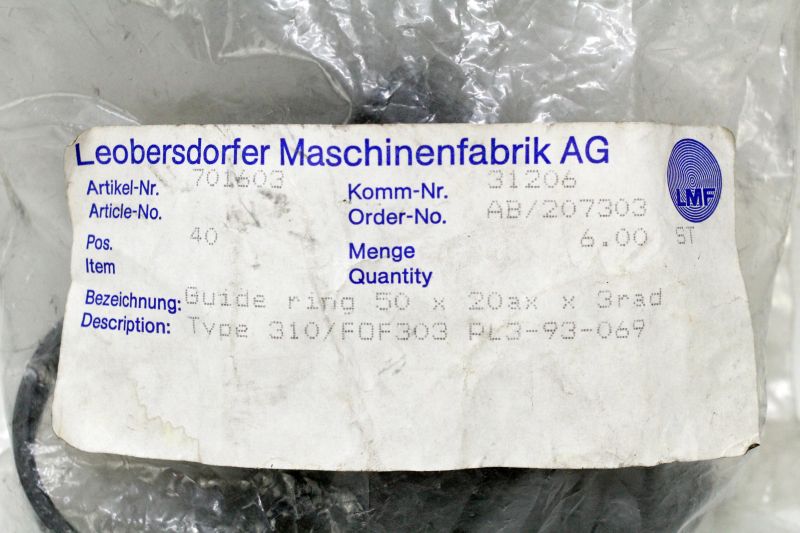 Leobersdorfer Maschinenfabrik AG
LMF
Artikel-Nr. 701603 Komm-Nr. 31206
Article-No. Order-No. AB/207303
Pos. 40 Menge 6.00 ST
Item Quantity
Bezeichnung: Guide ring 50 x 20ax x 3rad
Description: Type 310/FOF303 PL3-93-069